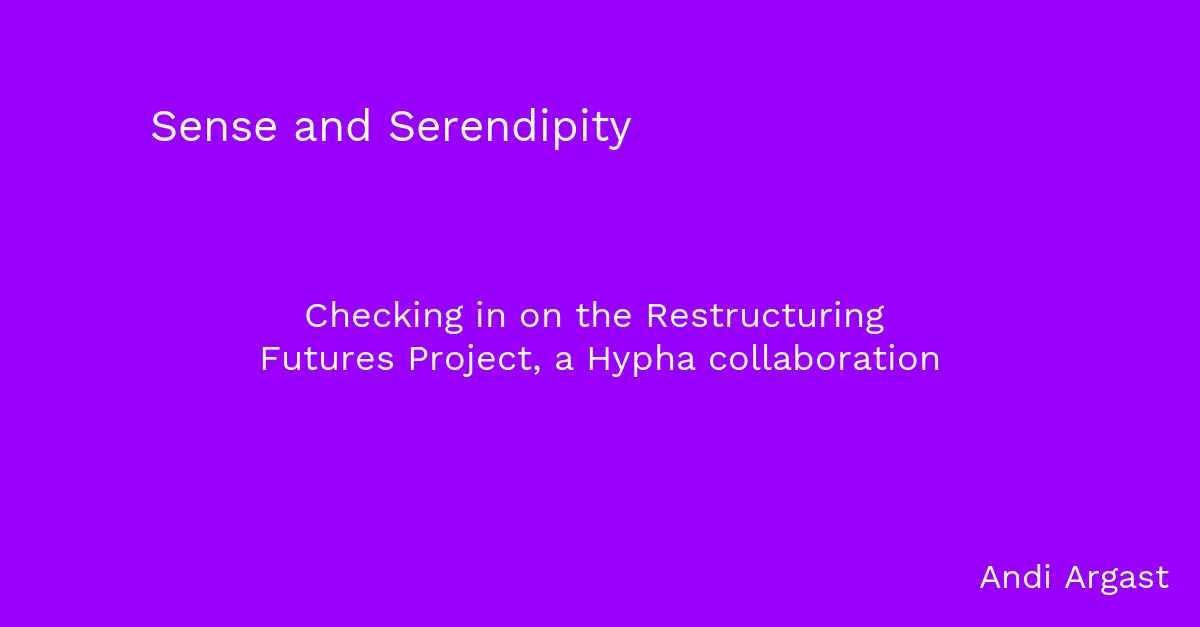 Sense and Serendipity
Checking in on the Restructuring
Futures Project, a Hypha collaboration
Andi Argast